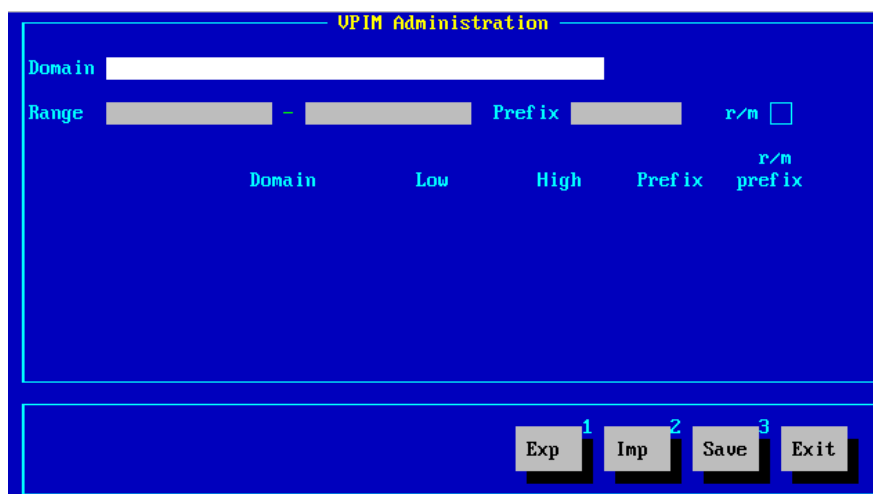 VPIM Administration
Domain
Range - Prefix r/m
r/m
Domain Low High Prefix prefix
1 2 3
Exp Imp Save Exit